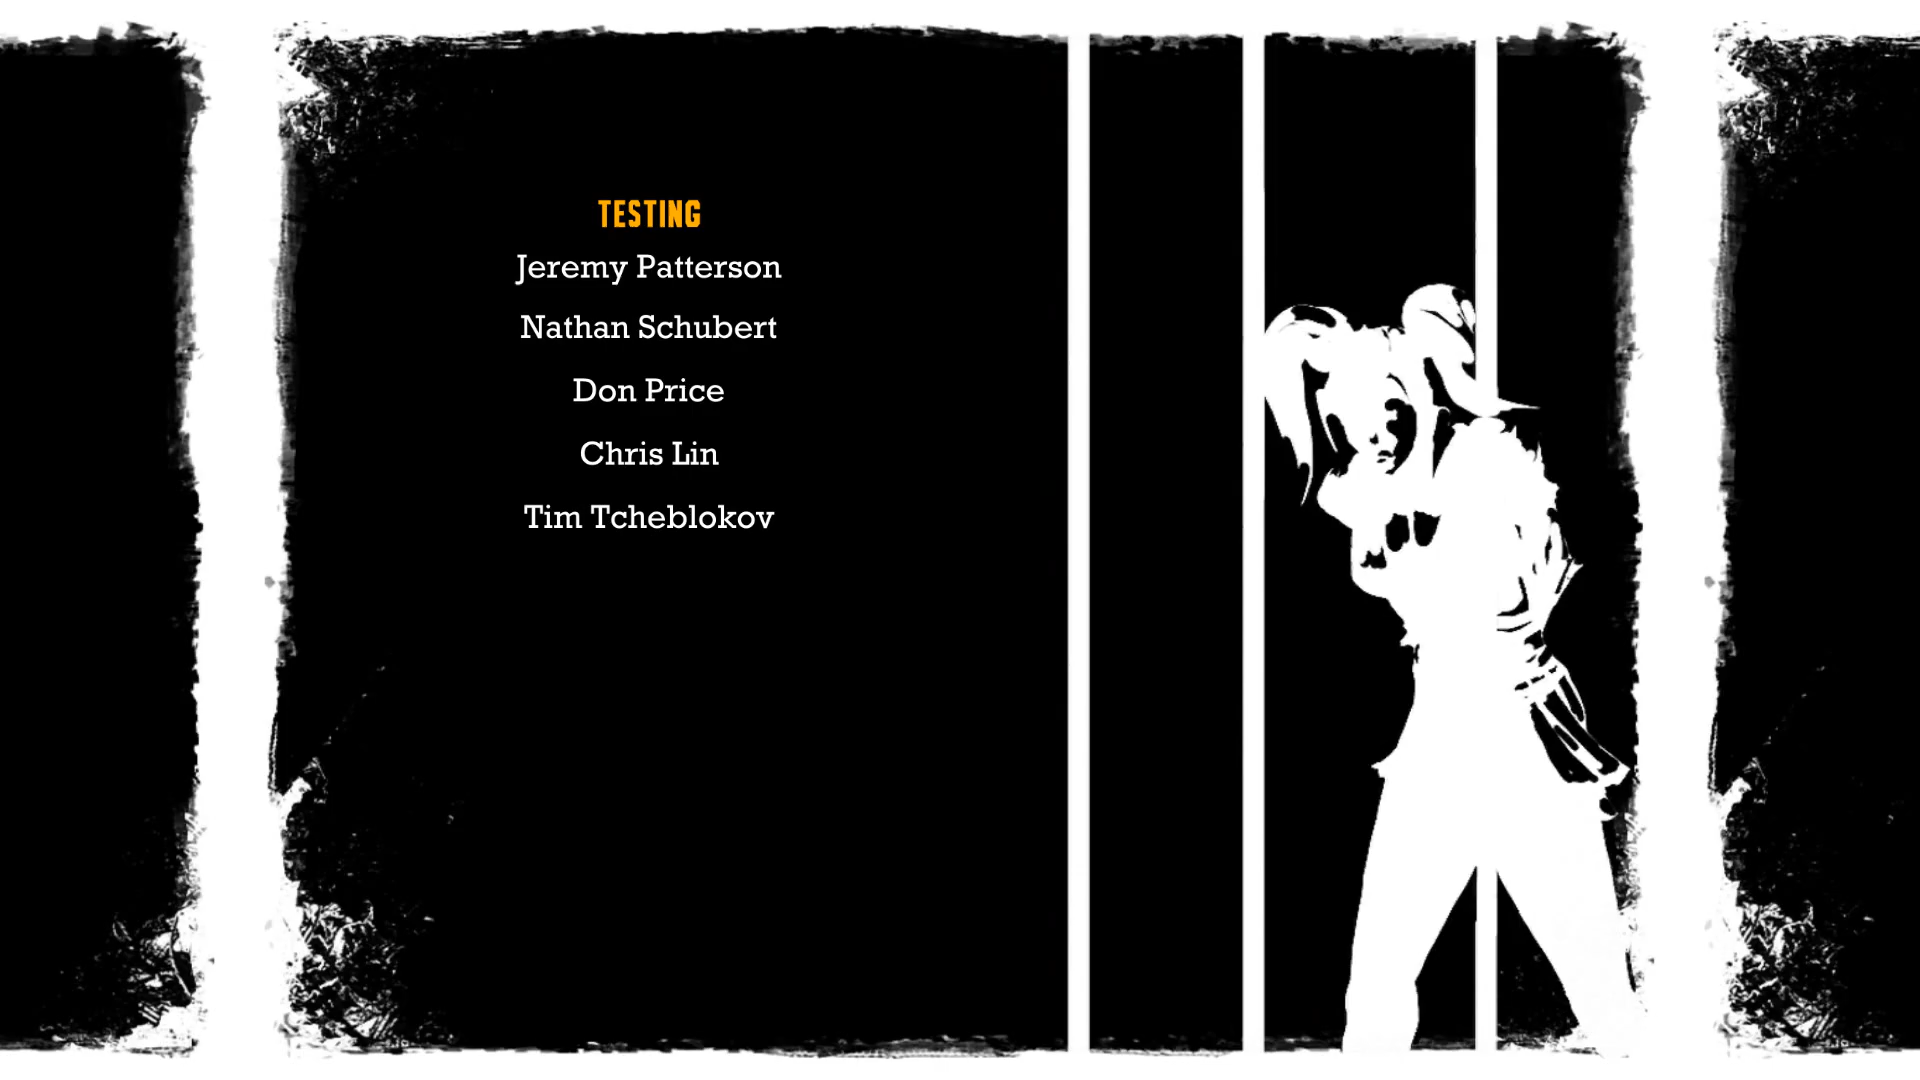 TESTING
Jeremy Patterson
Nathan Schubert
Don Price
Chris Lin
Tim Tcheblokov